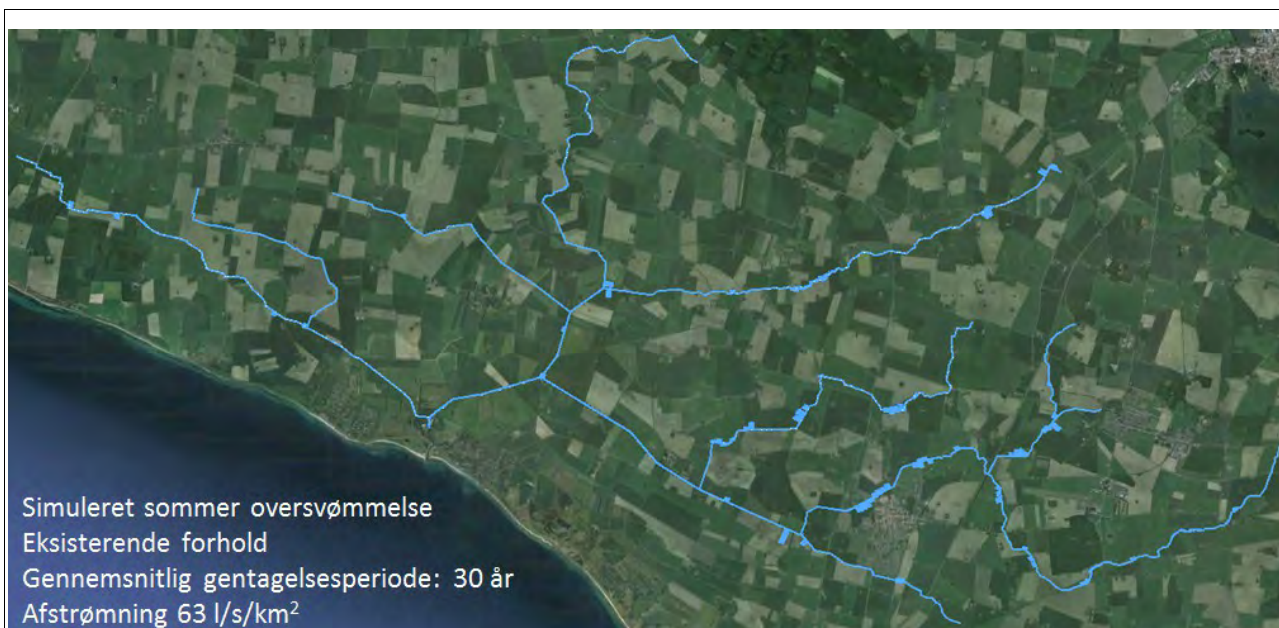 Simuleret sommer oversvømmelse
Eksisterende forhold
Gennemsnitlig gentagelsesperiode: 30 år
Afstrømning 63 l/s/km²